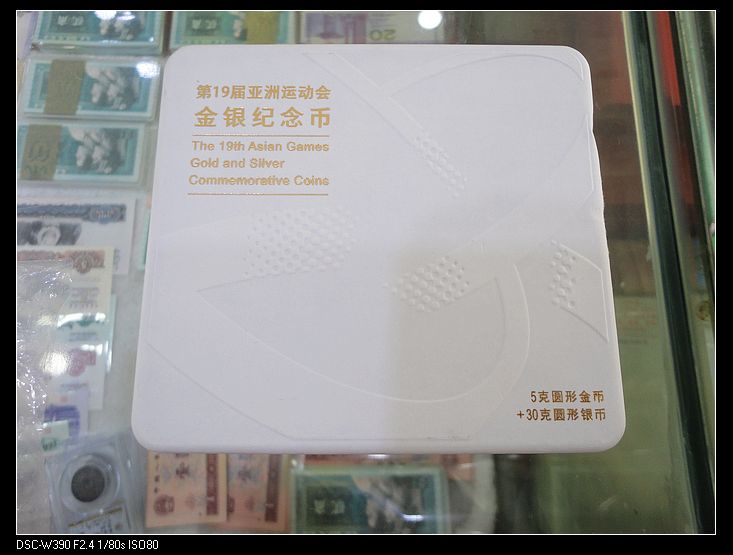 第19届亚洲运动会
金银纪念币
The 19th Asian Games
Gold and Silver
Commemorative Coins
5克圆形金币
+30克圆形银币
DSC-W390 F2.4 1/80s ISO80